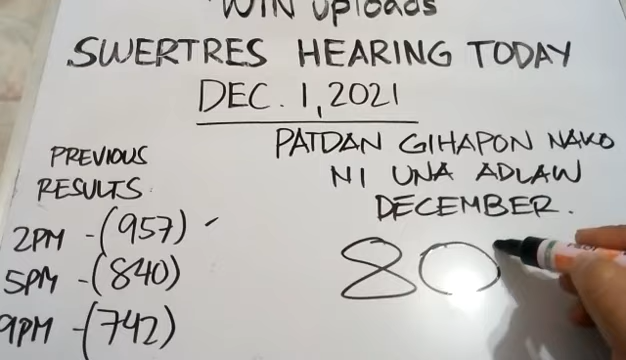 WIN uploads
SWERTRES HEARING TODAY
DEC. 1, 2021
PATDAN GIHAPON NAKO
NI UNA ADLAW
DECEMBER.
PREVIOUS
RESULTS
2PM - (957)
5PM - (840)
9PM - (742)
80